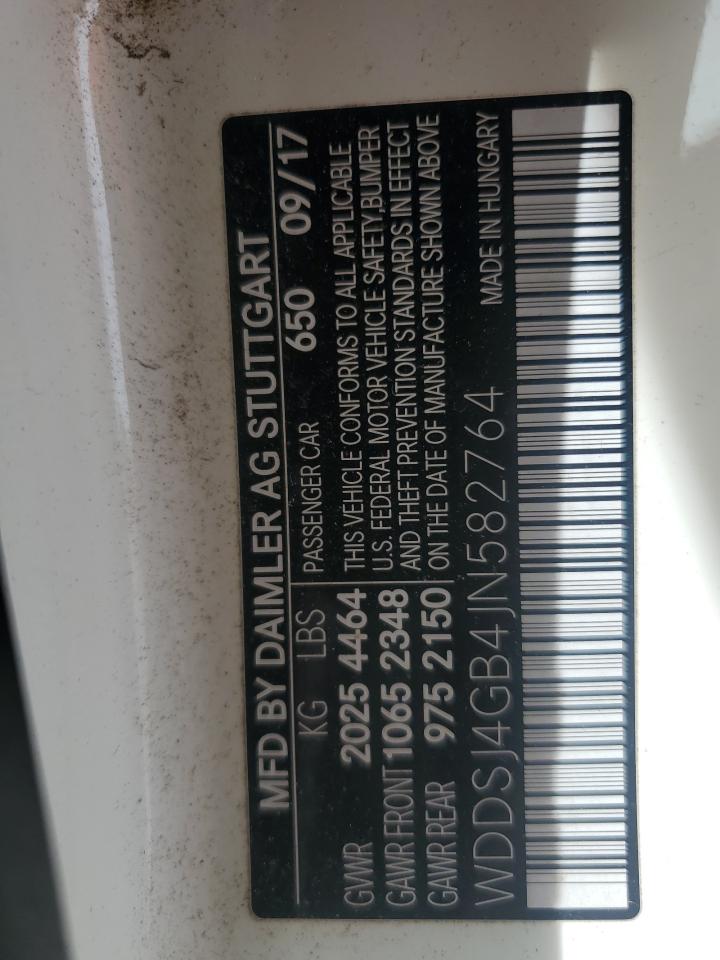 MFD BY DAIMLER AG STUTTGART
KG LBS PASSENGER CAR 650 09/17
GVWR 2025 4464 THIS VEHICLE CONFORMS TO ALL APPLICABLE
GAWR FRONT 1065 2348 U.S. FEDERAL MOTOR VEHICLE SAFETY,BUMPER
GAWR REAR 975 2150 AND THEFT PREVENTION STANDARDS IN EFFECT
ON THE DATE OF MANUFACTURE SHOWN ABOVE
WDDSJ4GB4JN582764 MADE IN HUNGARY